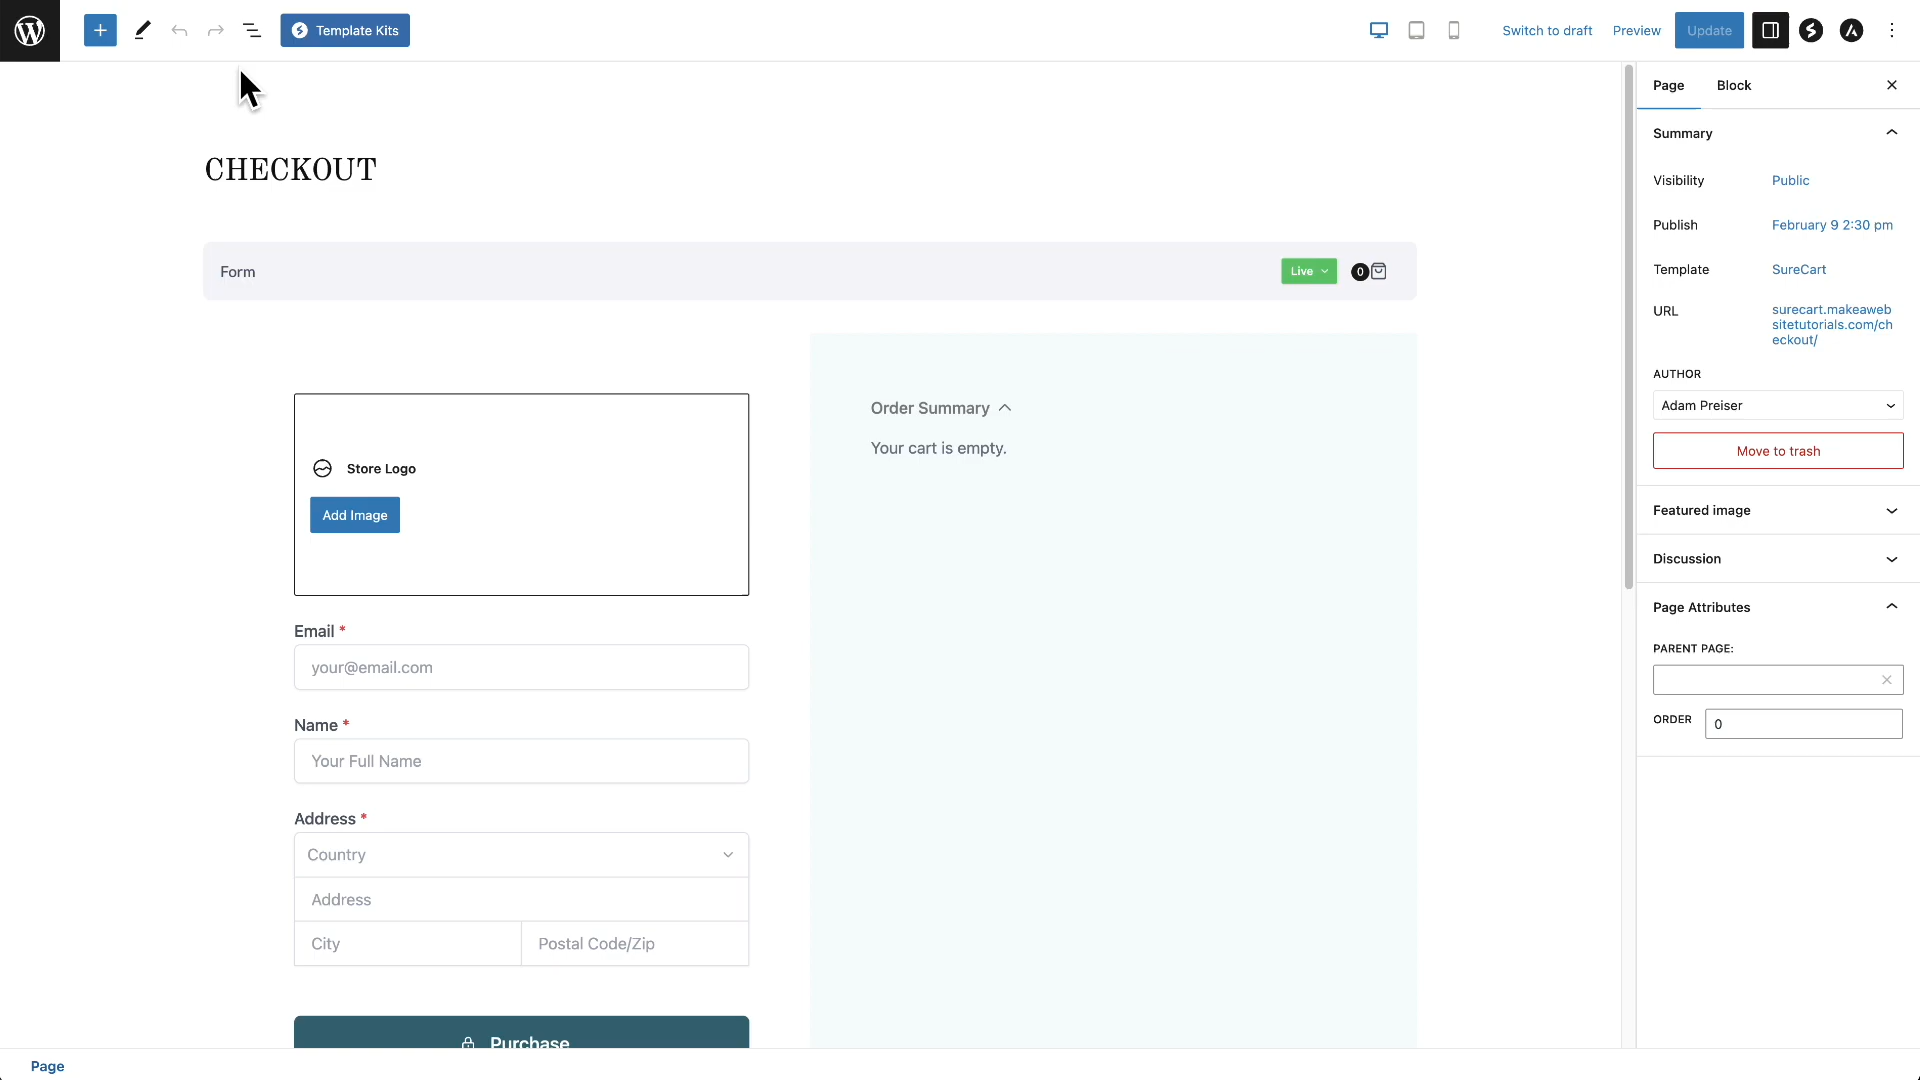 Template Kits
Switch to draft
Preview
Update
Page
Block
Summary
Visibility
Public
Publish
February 9 2:30 pm
Template
SureCart
URL
surecart.makeaweb
sitetutorials.com/ch
eckout/
AUTHOR
Adam Preiser
Move to trash
Featured image
Discussion
Page Attributes
PARENT PAGE:
ORDER
0
CHECKOUT
Form
Live
0
Store Logo
Add Image
Email *
your@email.com
Name *
Your Full Name
Address *
Country
Address
City
Postal Code/Zip
Purchase
Order Summary
Your cart is empty.
Page